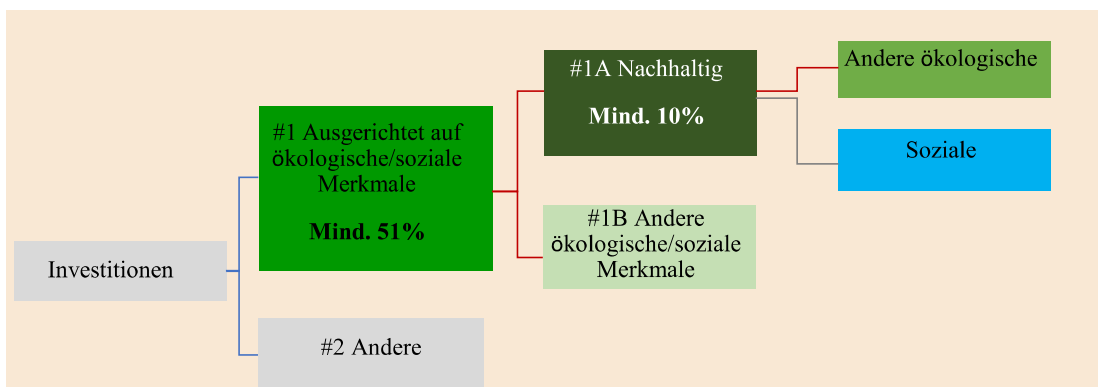 Investitionen
#1 Ausgerichtet auf
ökologische/soziale
Merkmale
Mind. 51%
#2 Andere
#1A Nachhaltig
Mind. 10%
#1B Andere
ökologische/soziale
Merkmale
Andere ökologische
Soziale